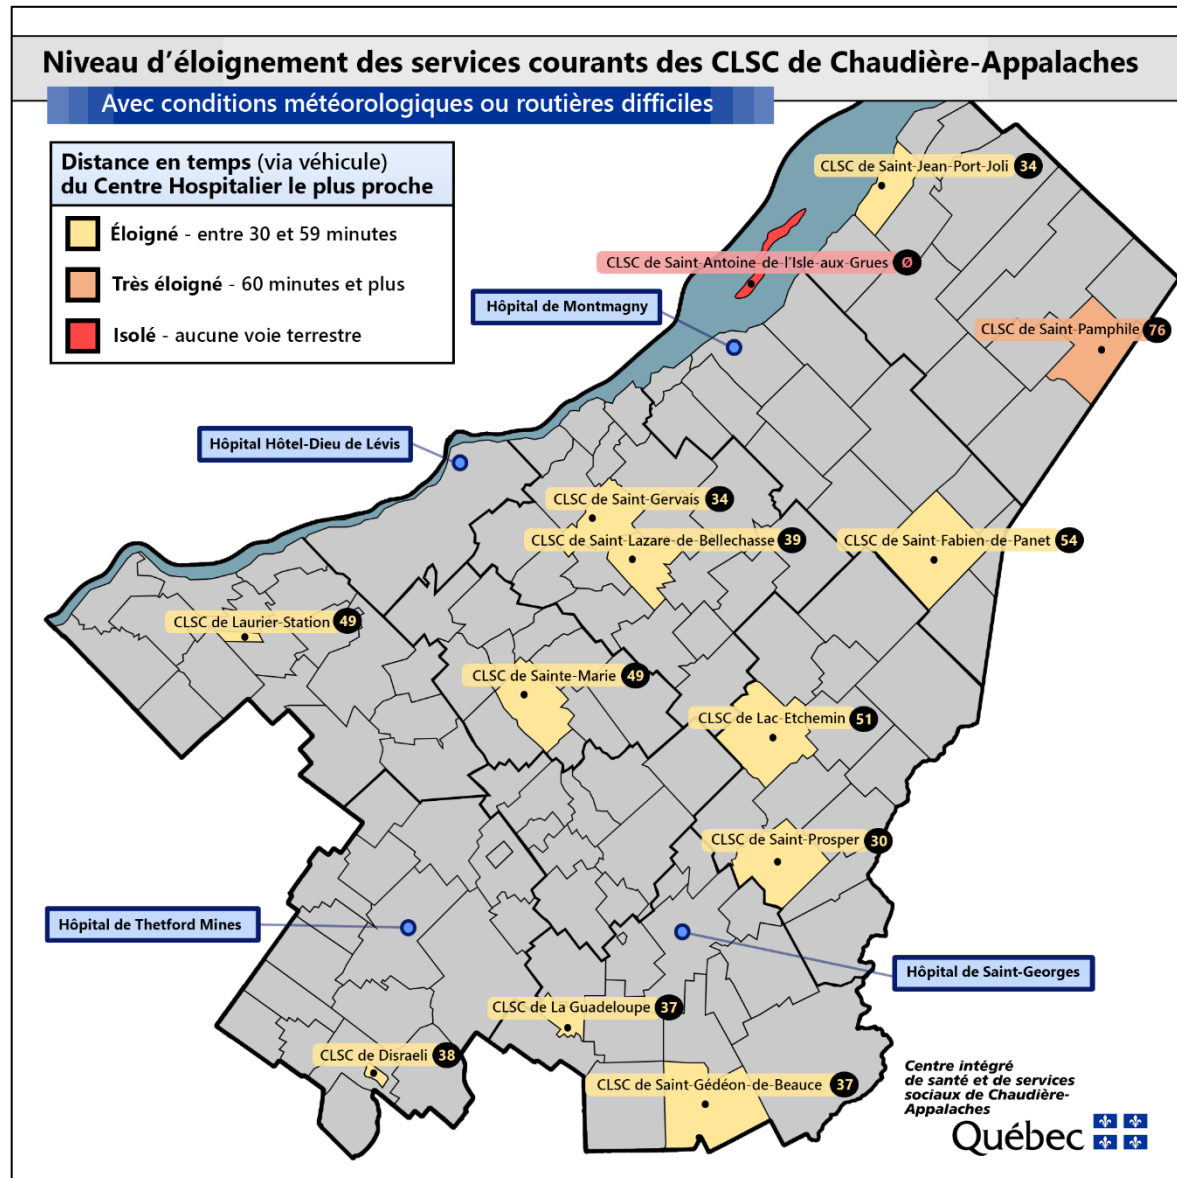 Niveau d'éloignement des services courants des CLSC de Chaudière-Appalaches
Avec conditions météorologiques ou routières difficiles
Distance en temps (via véhicule)
du Centre Hospitalier le plus proche
Éloigné - entre 30 et 59 minutes
Très éloigné - 60 minutes et plus
Isolé - aucune voie terrestre
CLSC de Saint-Jean-Port-Joli 34
CLSC de Saint-Antoine-de-l'Isle-aux-Grues Ø
Hôpital de Montmagny
CLSC de Saint-Pamphile 76
Hôpital Hôtel-Dieu de Lévis
CLSC de Saint-Gervais 34
CLSC de Saint-Lazare-de-Bellechasse 39
CLSC de Saint-Fabien-de-Panet 54
CLSC de Laurier-Station 49
CLSC de Sainte-Marie 49
CLSC de Lac-Etchemin 51
CLSC de Saint-Prosper 30
Hôpital de Thetford Mines
Hôpital de Saint-Georges
CLSC de La Guadeloupe 37
CLSC de Disraeli 38
CLSC de Saint-Gédéon-de-Beauce 37
Centre intégré
de santé et de services
sociaux de Chaudière-
Appalaches
Québec